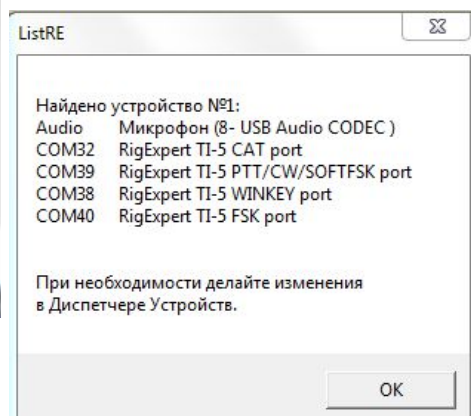 ListRE
Найдено устройство №1:
Audio Микрофон (8- USB Audio CODEC )
COM32 RigExpert TI-5 CAT port
COM39 RigExpert TI-5 PTT/CW/SOFTFSK port
COM38 RigExpert TI-5 WINKEY port
COM40 RigExpert TI-5 FSK port
При необходимости делайте изменения
в Диспетчере Устройств.
OK